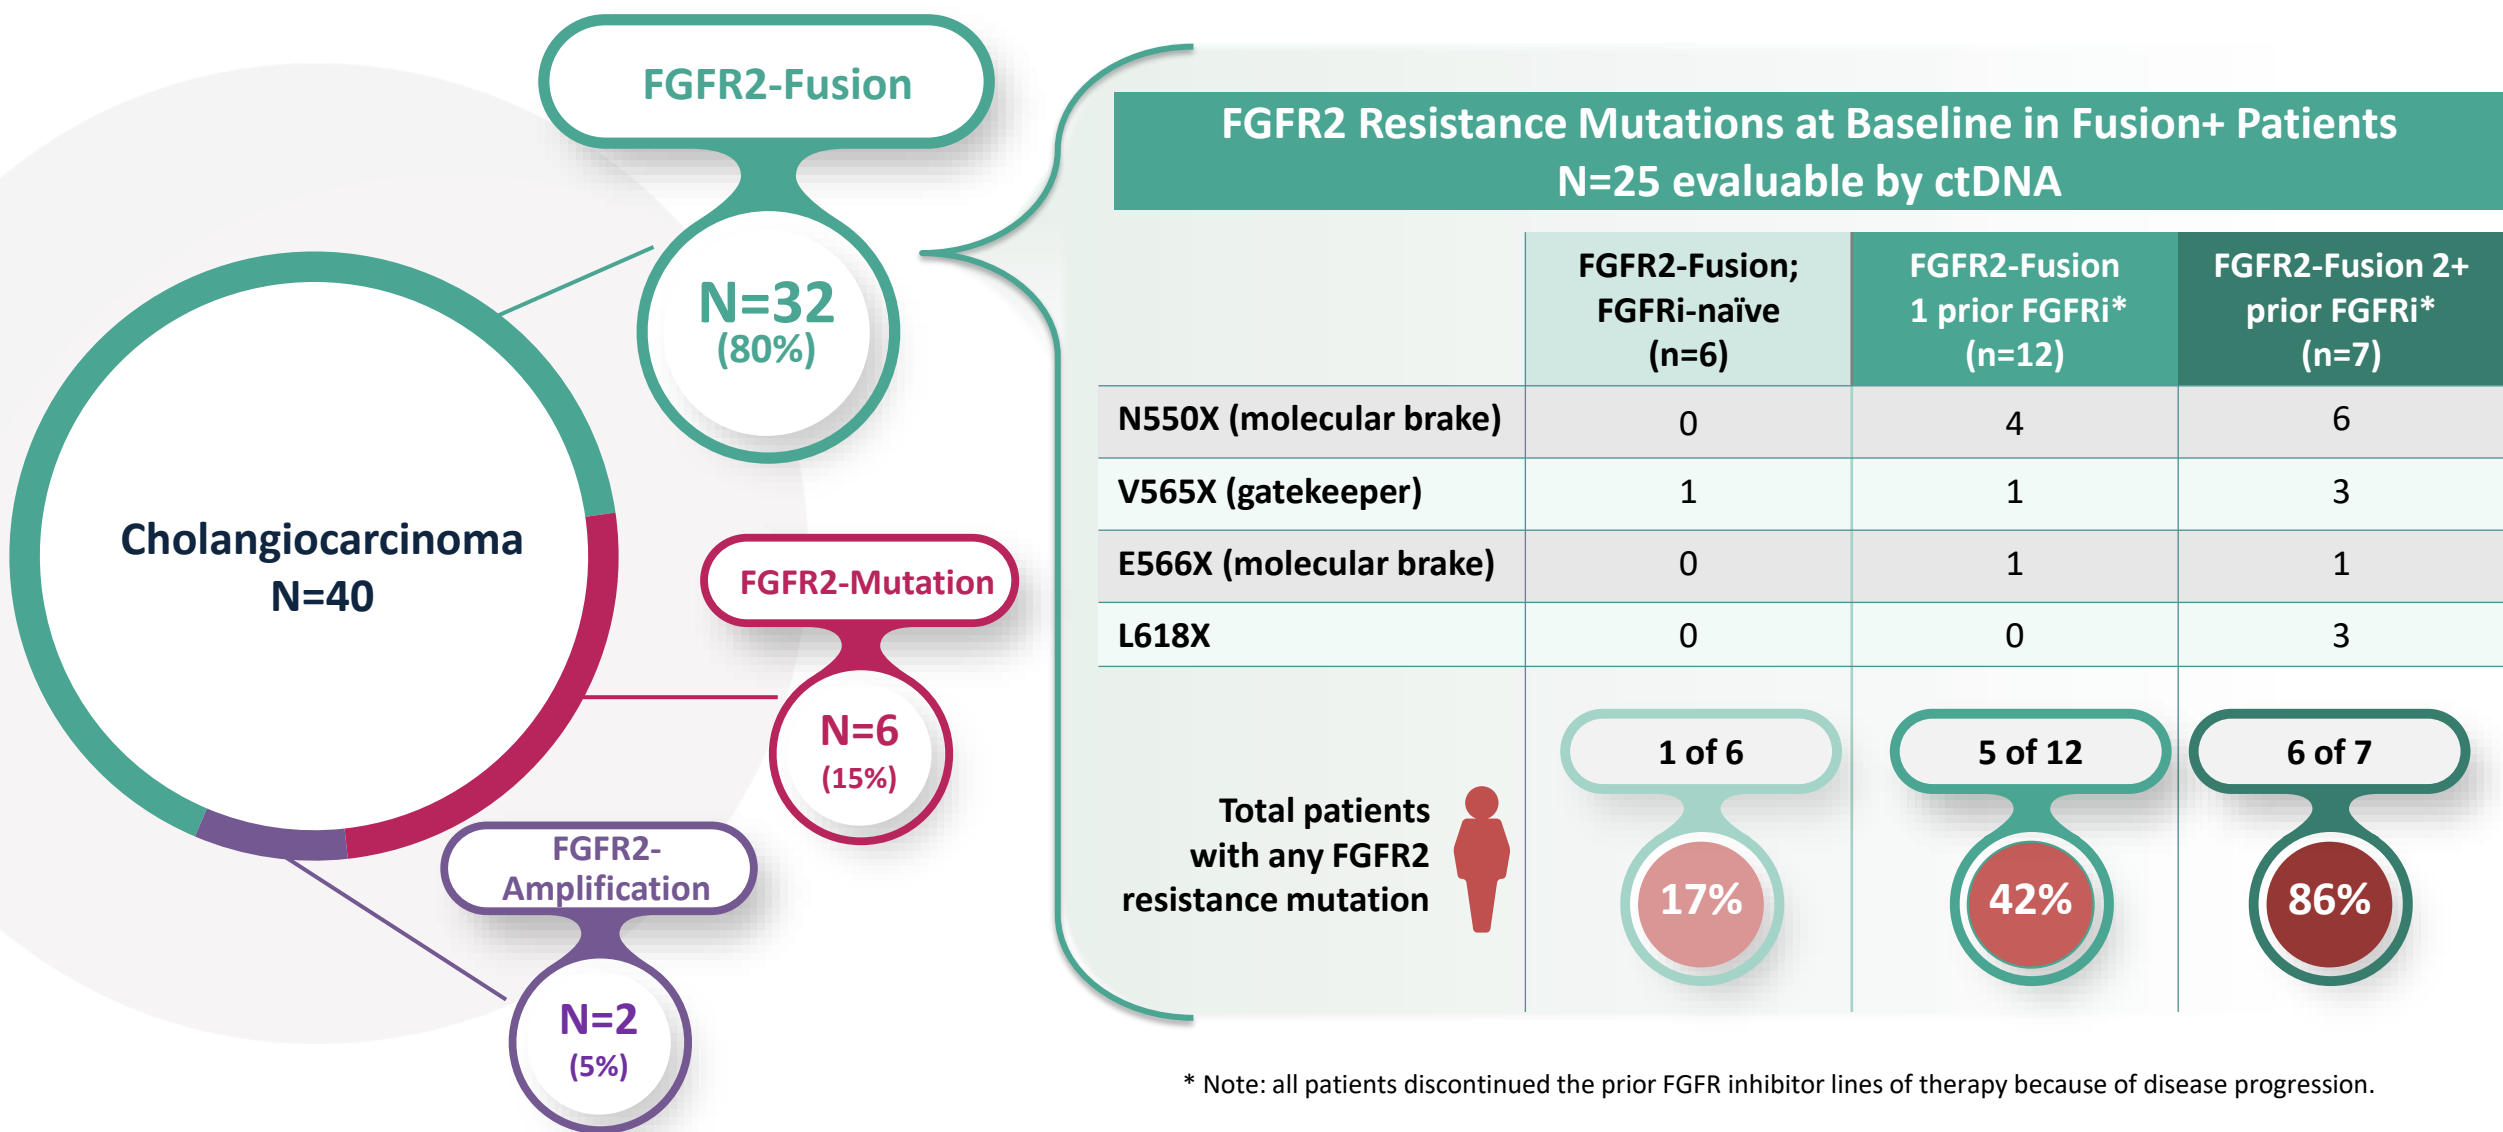 FGFR2-Fusion
N=32
(80%)
Cholangiocarcinoma
N=40
FGFR2-Mutation
N=6
(15%)
FGFR2-
Amplification
N=2
(5%)
FGFR2 Resistance Mutations at Baseline in Fusion+ Patients
N=25 evaluable by ctDNA
FGFR2-Fusion;
FGFRi-naïve
(n=6)
FGFR2-Fusion
1 prior FGFRi*
(n=12)
FGFR2-Fusion 2+
prior FGFRi*
(n=7)
N550X (molecular brake) 0 4 6
V565X (gatekeeper) 1 1 3
E566X (molecular brake) 0 1 1
L618X 0 0 3
Total patients
with any FGFR2
resistance mutation
1 of 6
17%
5 of 12
42%
6 of 7
86%
* Note: all patients discontinued the prior FGFR inhibitor lines of therapy because of disease progression.